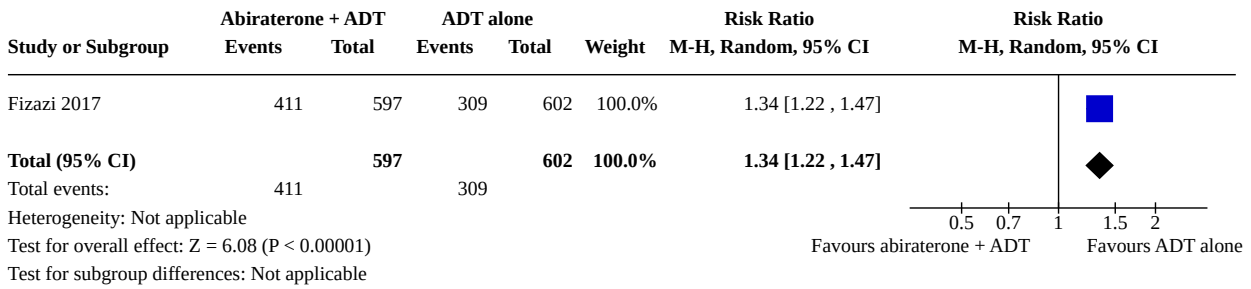 Abiraterone + ADT ADT alone Risk Ratio Risk Ratio
Study or Subgroup Events Total Events Total Weight M-H, Random, 95% CI M-H, Random, 95% CI
Fizazi 2017 411 597 309 602 100.0% 1.34 [1.22 , 1.47]
Total (95% CI) 597 602 100.0% 1.34 [1.22 , 1.47]
Total events: 411 309
Heterogeneity: Not applicable
0.5 0.7 1 1.5 2
Test for overall effect: Z = 6.08 (P < 0.00001) Favours abiraterone + ADT Favours ADT alone
Test for subgroup differences: Not applicable